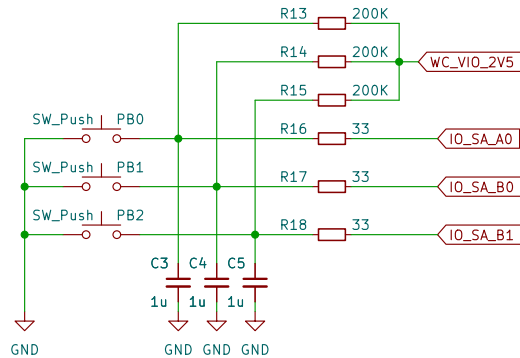 R13 200K
R14 200K
WC_VIO_2V5
R15 200K
SW_Push PB0
R16 33
IO_SA_A0
SW_Push PB1
R17 33
IO_SA_B0
SW_Push PB2
R18 33
IO_SA_B1
C3 C4 C5
1u 1u 1u
GND GND GND GND